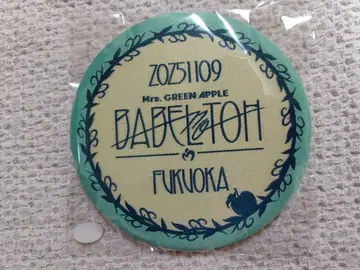 20251109
Mrs. GREEN APPLE
BABEL no TOH
FUKUOKA